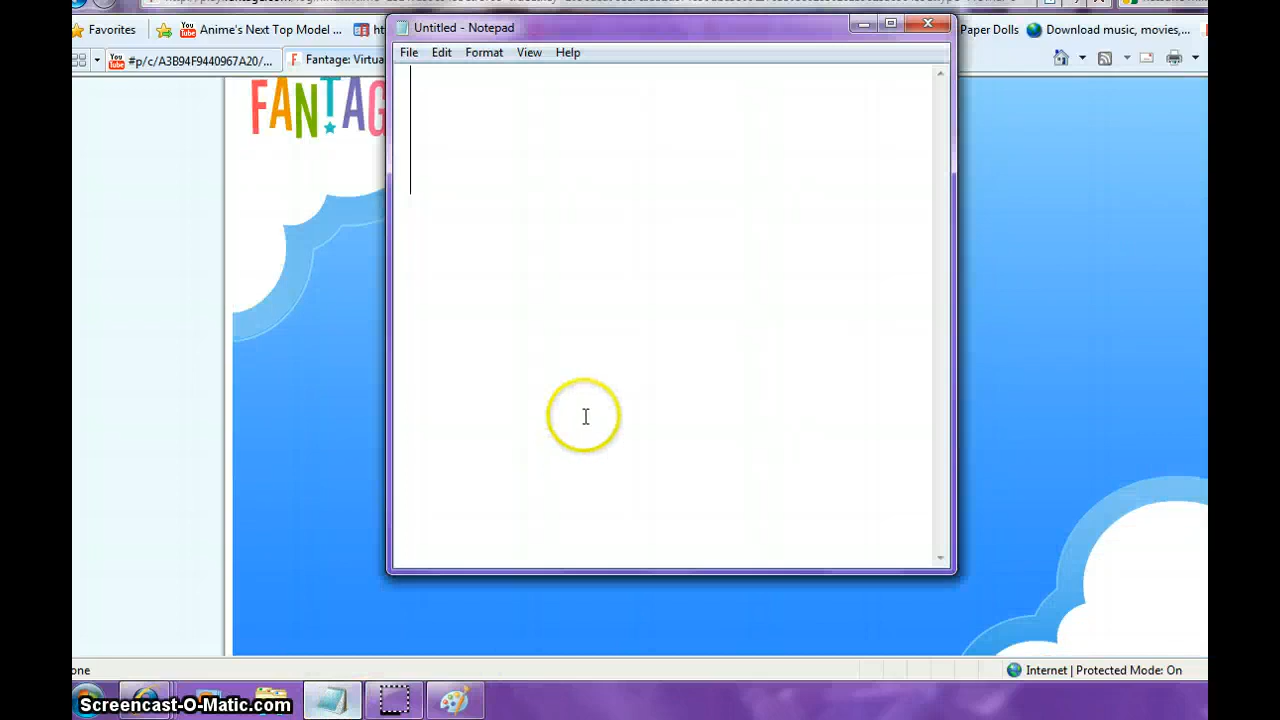 Untitled - Notepad
Favorites
Anime's Next Top Model ...
Paper Dolls
Download music, movies,...
File Edit Format View Help
#p/c/A3B94F9440967A20/...
Fantage: Virtua
FANTAG
one
Internet | Protected Mode: On
Screencast-O-Matic.com